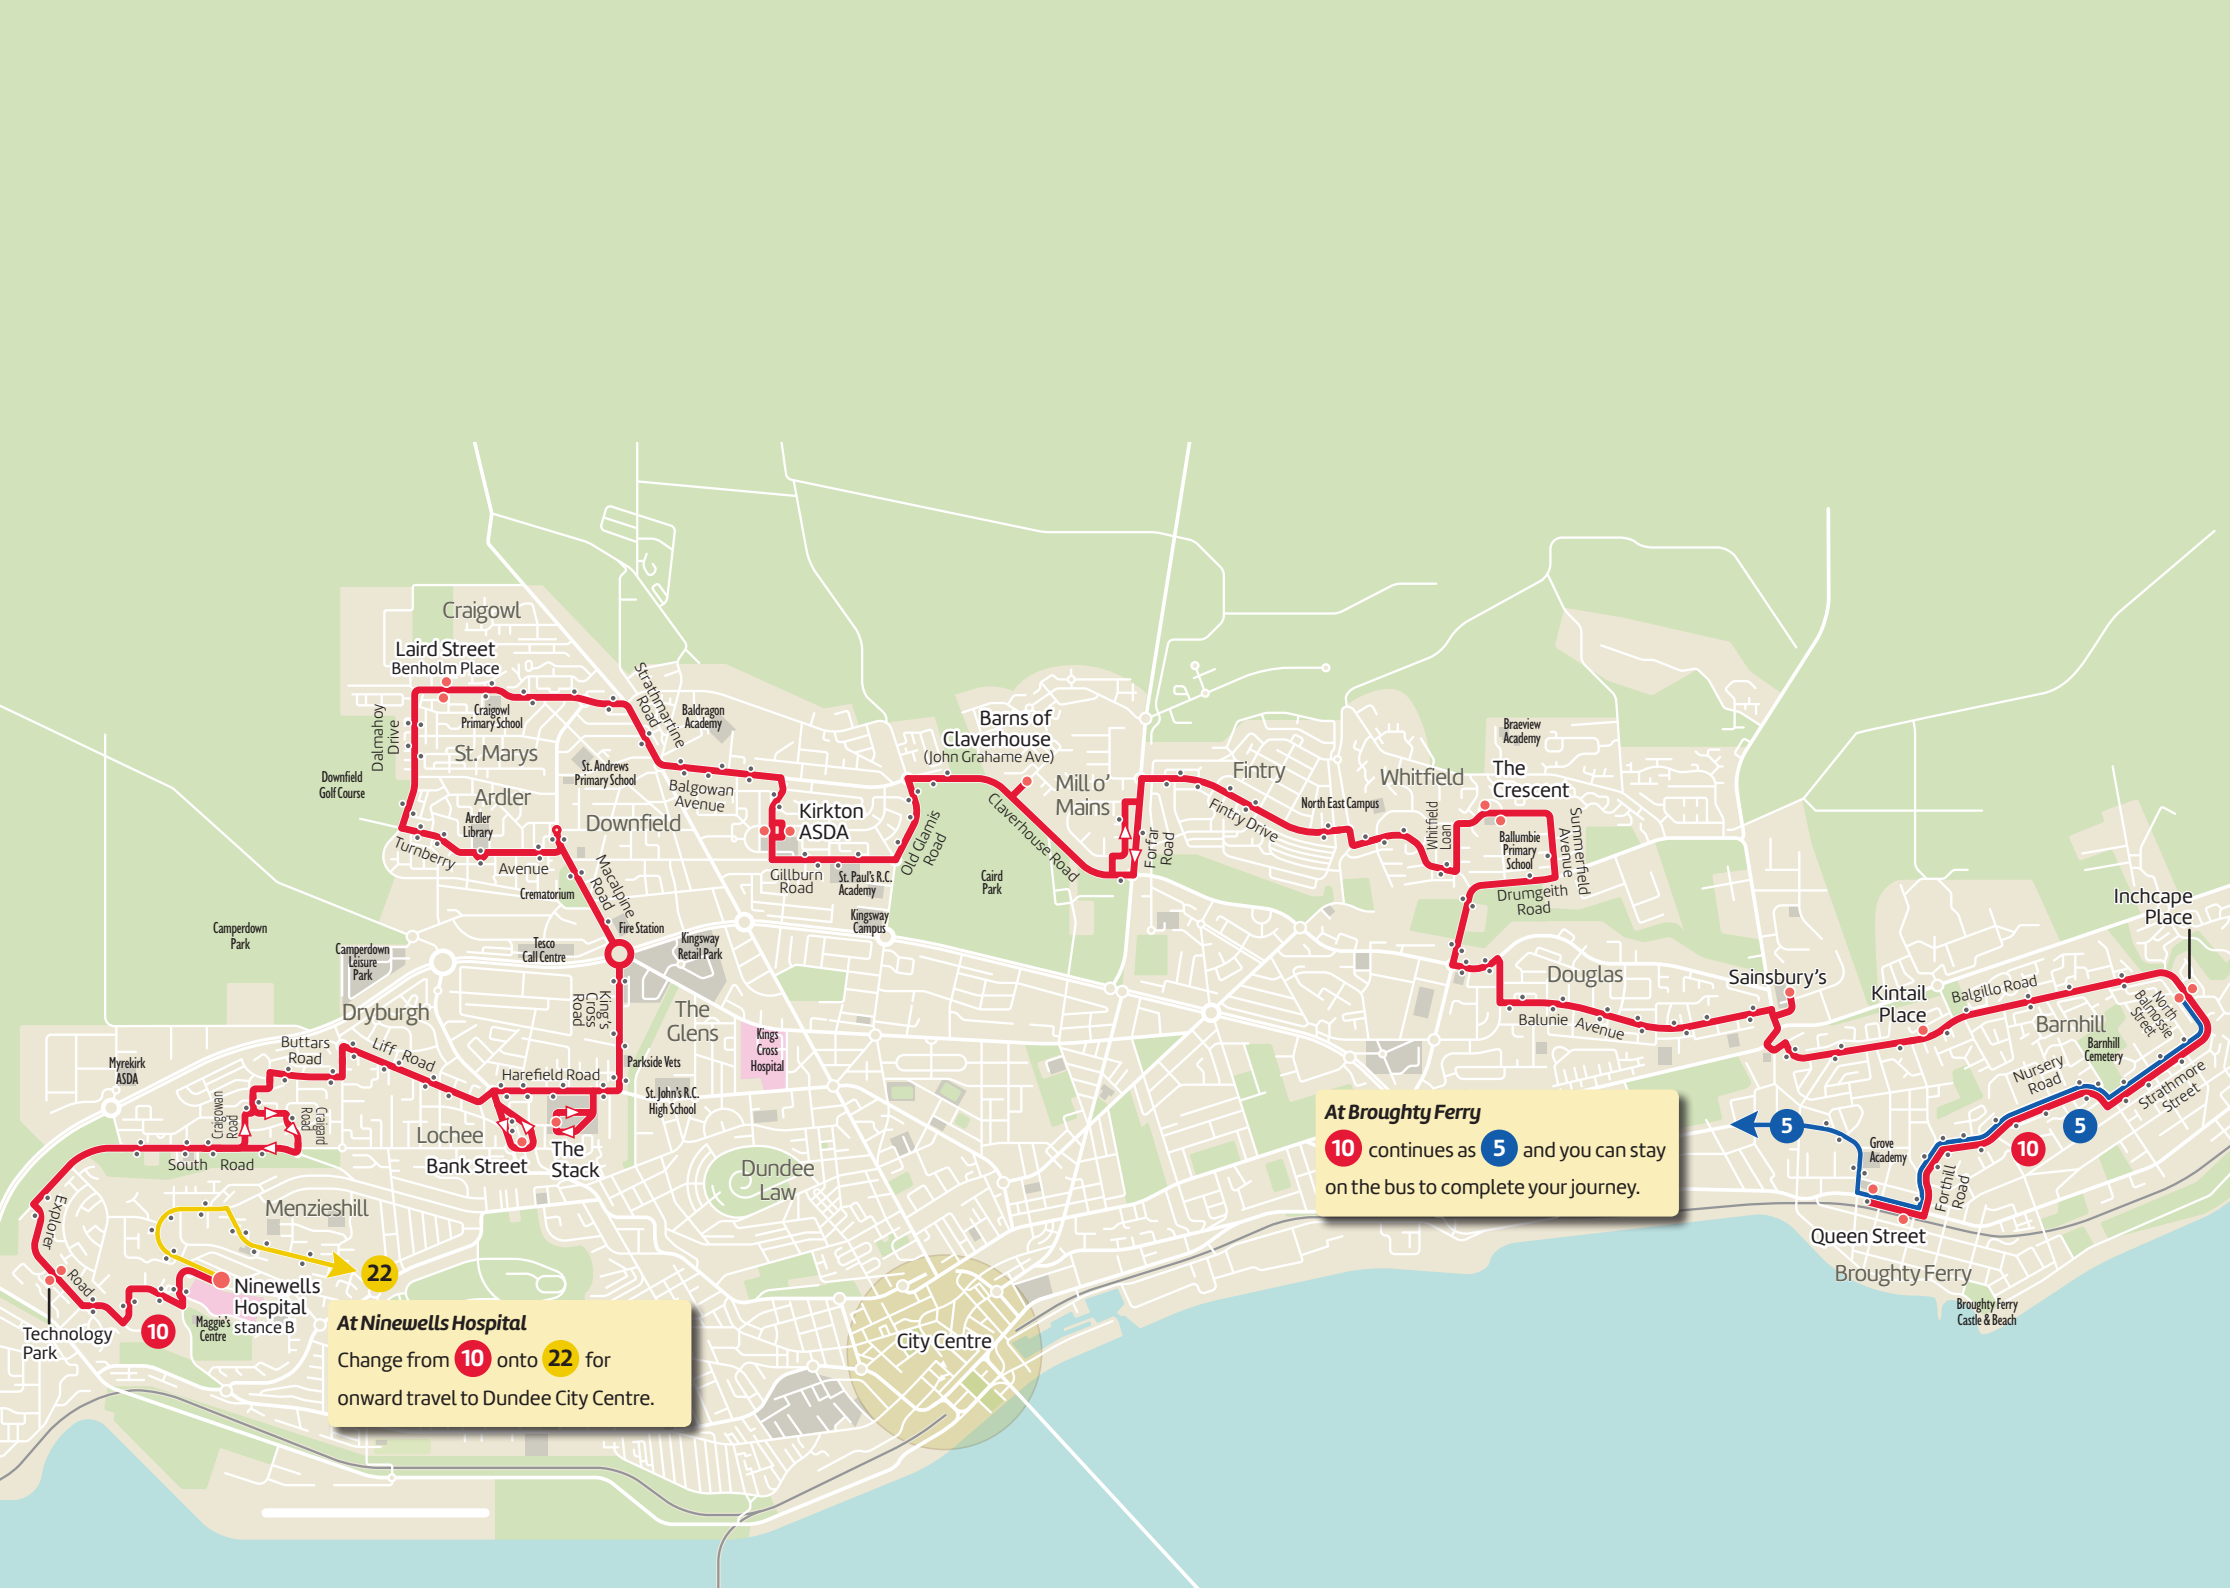 Craigowl
Laird Street
Benholm Place
Craigowl
Primary School
Strathmartine
Road
Baldragon
Academy
Dalmahoy
Drive
St. Marys
St. Andrews
Primary School
Downfield
Golf Course
Ardler
Ardler
Library
Downfield
Balgowan
Avenue
Kirkton
ASDA
Turnberry
Avenue
Crematorium
Macalpine
Road
Fire Station
Gillburn
Road
St. Paul's R.C.
Academy
Old Glamis
Road
Kingsway
Campus
Barns of
Claverhouse
(John Grahame Ave)
Claverhouse Road
Mill o'
Mains
Forfar
Road
Caird
Park
Fintry
Fintry Drive
North East Campus
Whitfield
Whitfield
Loan
Braeview
Academy
The
Crescent
Ballumbie
Primary
School
Summerfield
Avenue
Drumgeith
Road
Douglas
Balunie Avenue
Sainsbury's
Kintail
Place
Balgillo Road
Inchcape
Place
North
Balmossie
Street
Barnhill
Barnhill
Cemetery
Nursery
Road
Strathmore
Street
5
10
5
Grove
Academy
Forthill
Road
Queen Street
Broughty Ferry
Broughty Ferry
Castle & Beach
At Broughty Ferry
10 continues as 5 and you can stay
on the bus to complete your journey.
Camperdown
Park
Camperdown
Leisure
Park
Tesco
Call Centre
Kingsway
Retail Park
Dryburgh
King's
Cross
Road
The
Glens
Kings
Cross
Hospital
Parkside Vets
St. John's R.C.
High School
Harefield Road
Liff Road
Buttars
Road
Myrekirk
ASDA
Craigowan
Road
Craigard
Road
Lochee
Bank Street
The
Stack
South Road
Dundee
Law
Menzieshill
Explorer
Road
22
Ninewells
Hospital
stance B
Maggie's
Centre
10
Technology
Park
At Ninewells Hospital
Change from 10 onto 22 for
onward travel to Dundee City Centre.
City Centre